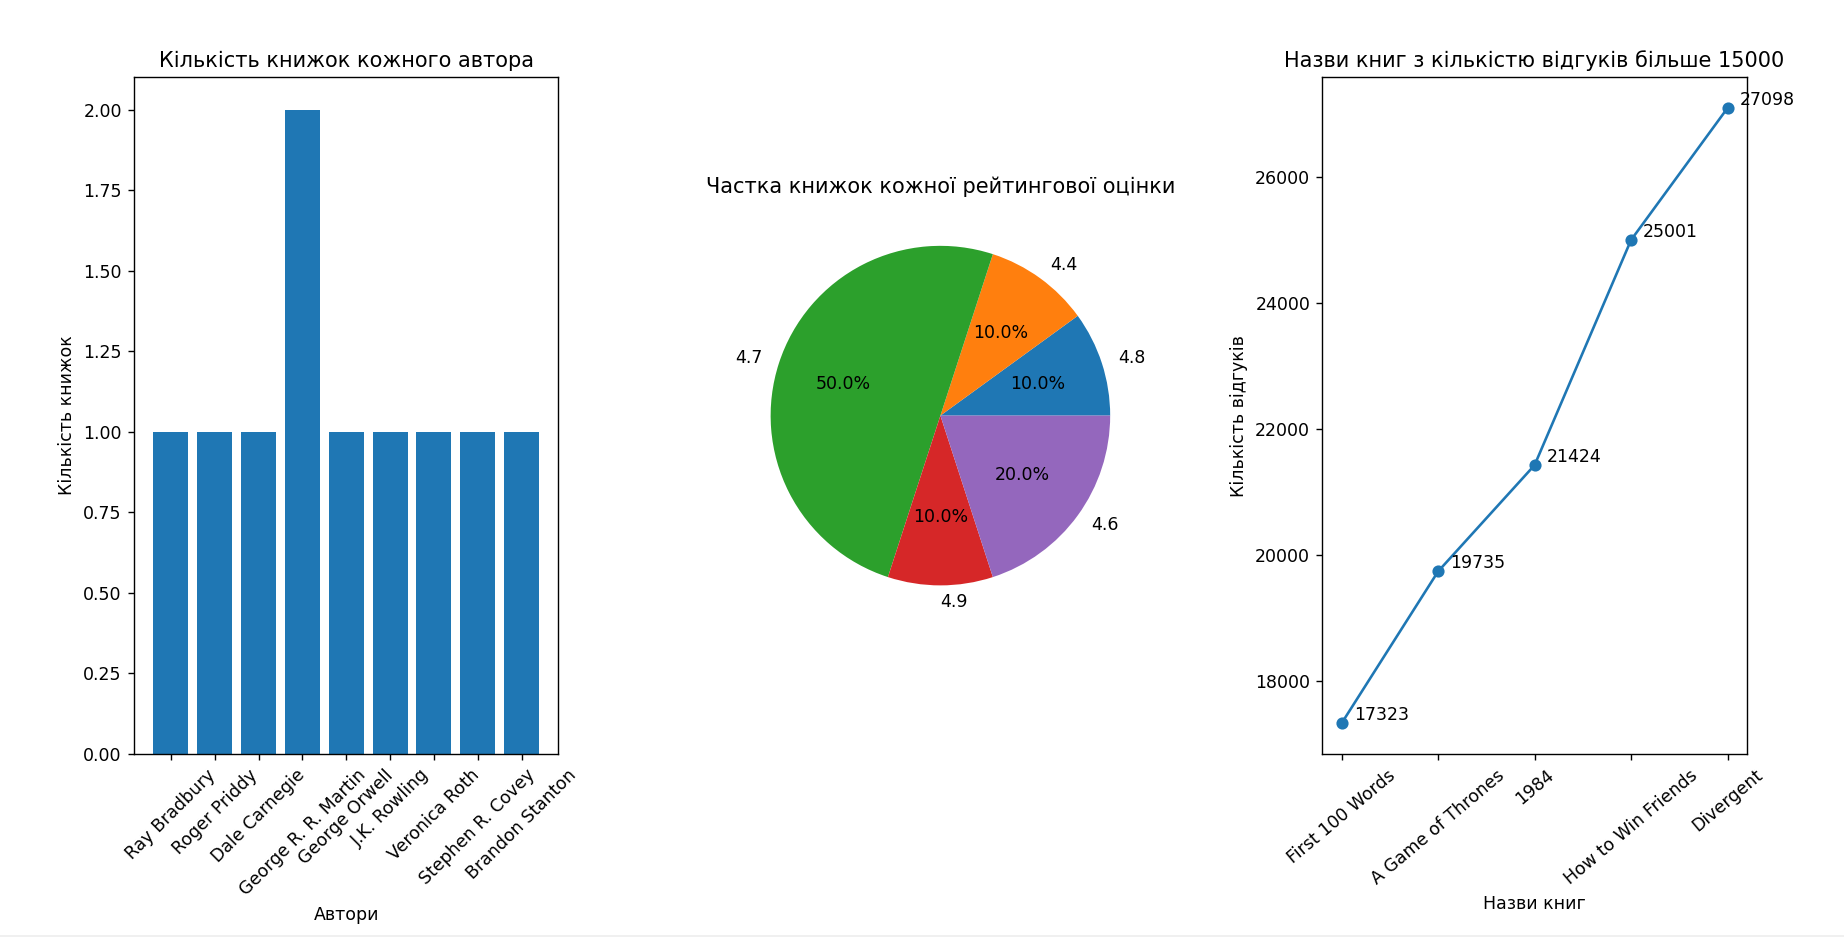 Кількість книжок кожного автора
Кількість книжок
2.00
1.75
1.50
1.25
1.00
0.75
0.50
0.25
0.00
Ray Bradbury
Roger Priddy
Dale Carnegie
George R. R. Martin
George Orwell
J.K. Rowling
Veronica Roth
Stephen R. Covey
Brandon Stanton
Автори
Частка книжок кожної рейтингової оцінки
4.4
10.0%
4.8
10.0%
4.7
50.0%
20.0%
4.6
10.0%
4.9
Назви книг з кількістю відгуків більше 15000
Кількість відгуків
26000
24000
22000
20000
18000
27098
25001
21424
19735
17323
First 100 Words
A Game of Thrones
1984
How to Win Friends
Divergent
Назви книг